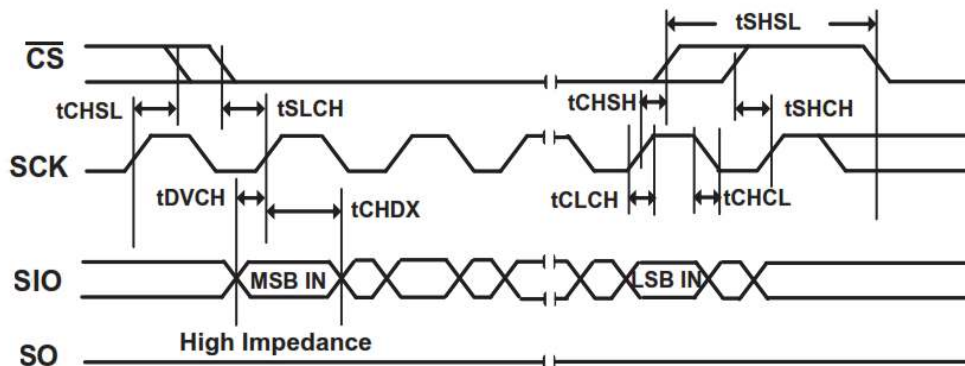 tSHSL
CS
tCHSL
tSLCH
tCHSH
tSHCH
SCK
tDVCH
tCHDX
tCLCH
tCHCL
SIO
MSB IN
LSB IN
High Impedance
SO